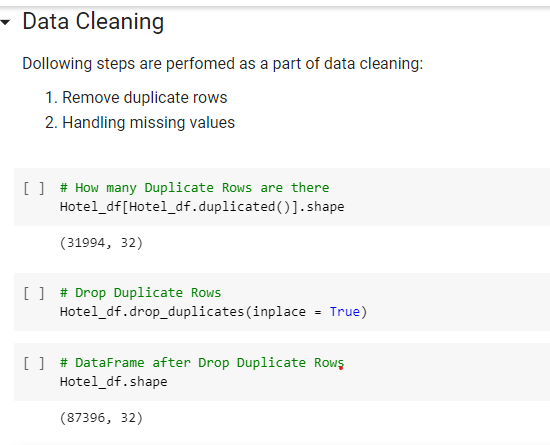 Data Cleaning
Dollowing steps are perfomed as a part of data cleaning:
1. Remove duplicate rows
2. Handling missing values
[ ] # How many Duplicate Rows are there
Hotel_df[Hotel_df.duplicated()].shape
(31994, 32)
[ ] # Drop Duplicate Rows
Hotel_df.drop_duplicates(inplace = True)
[ ] # DataFrame after Drop Duplicate Rows
Hotel_df.shape
(87396, 32)